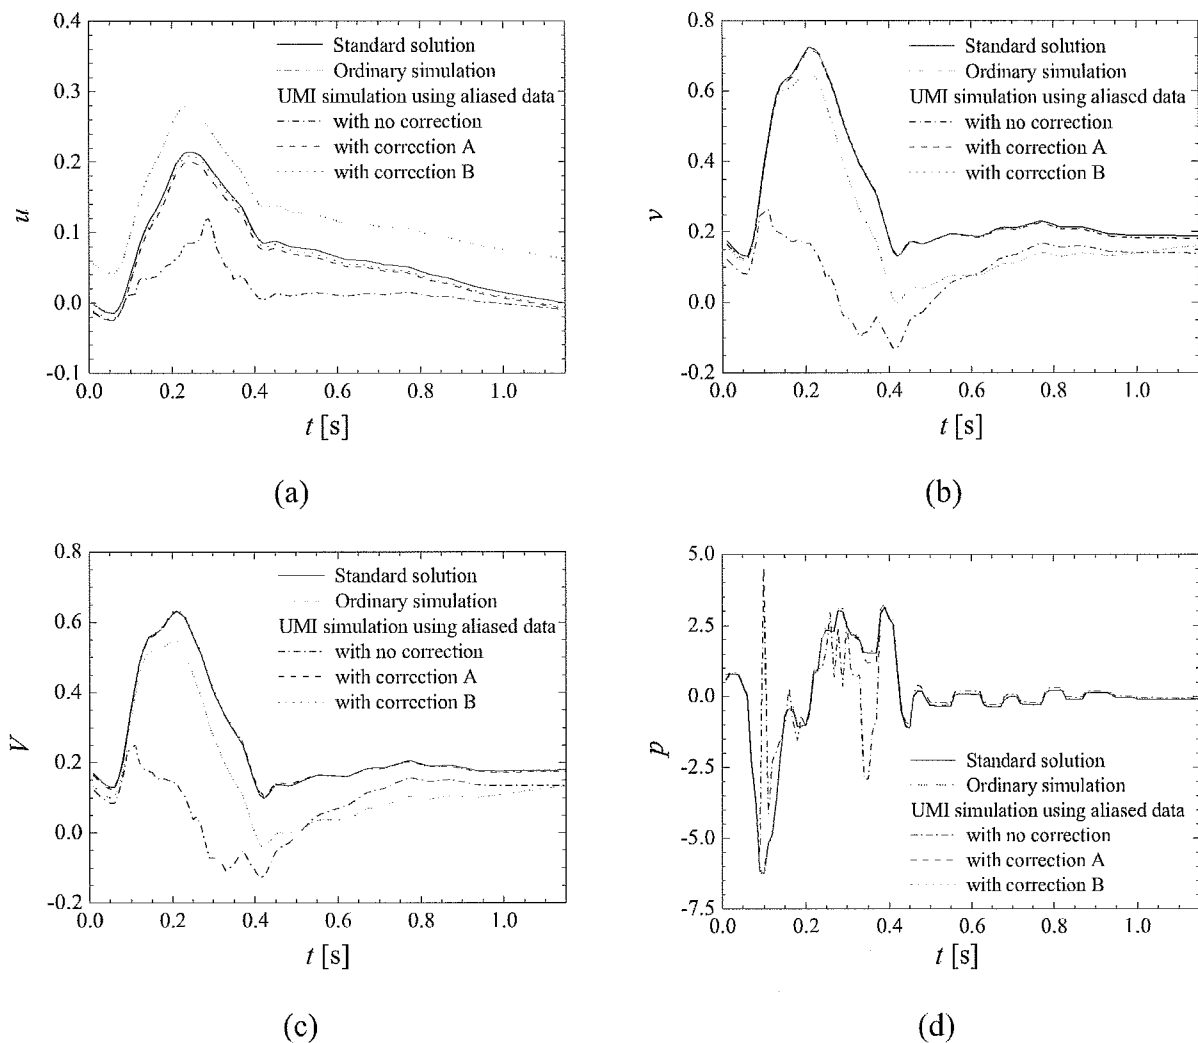 0.4
0.3
0.2
0.1
0.0
-0.1
u
Standard solution
Ordinary simulation
UMI simulation using aliased data
with no correction
with correction A
with correction B
0.0 0.2 0.4 0.6 0.8 1.0
t [s]
(a)
0.8
0.6
0.4
0.2
0.0
-0.2
v
Standard solution
Ordinary simulation
UMI simulation using aliased data
with no correction
with correction A
with correction B
0.0 0.2 0.4 0.6 0.8 1.0
t [s]
(b)
0.8
0.6
0.4
0.2
0.0
-0.2
V
Standard solution
Ordinary simulation
UMI simulation using aliased data
with no correction
with correction A
with correction B
0.0 0.2 0.4 0.6 0.8 1.0
t [s]
(c)
5.0
2.5
0.0
-2.5
-5.0
-7.5
p
Standard solution
Ordinary simulation
UMI simulation using aliased data
with no correction
with correction A
with correction B
0.0 0.2 0.4 0.6 0.8 1.0
t [s]
(d)